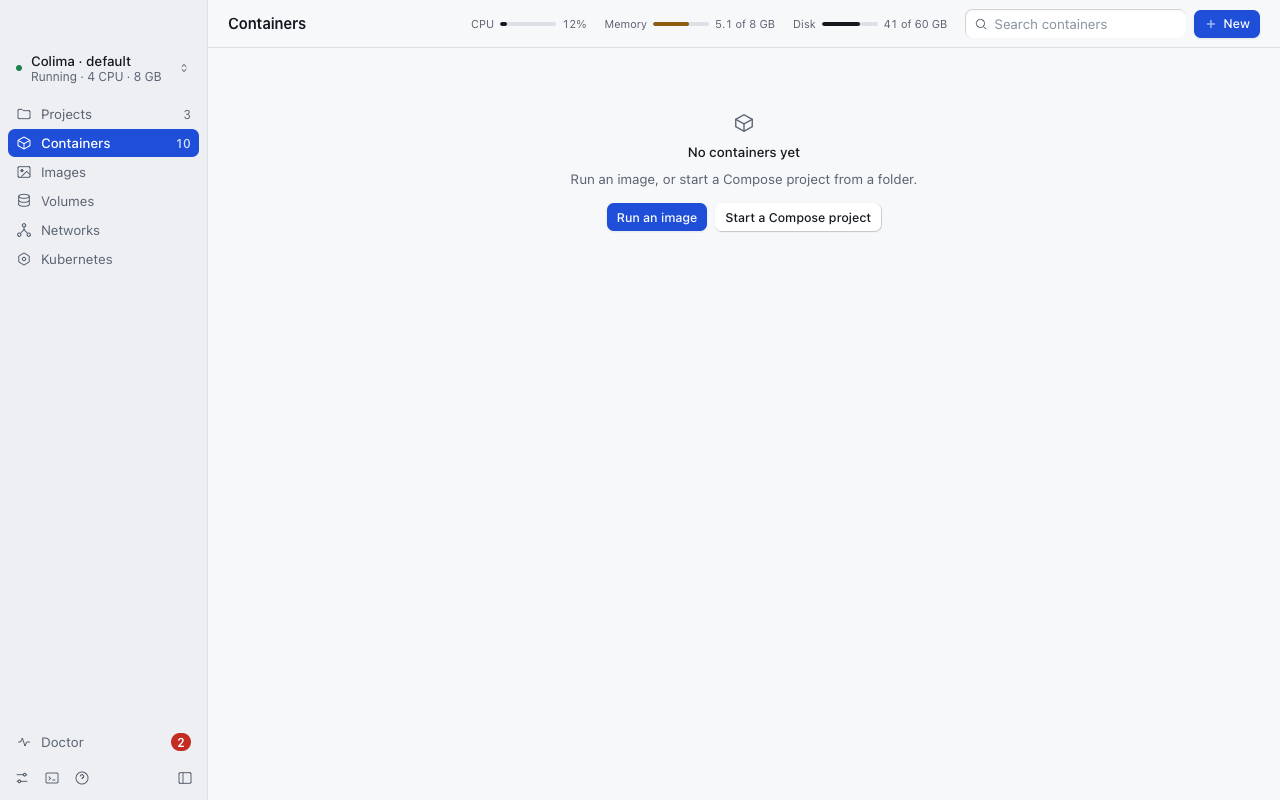 Containers
CPU 12% Memory 5.1 of 8 GB Disk 41 of 60 GB
Search containers
New
Colima · default
Running · 4 CPU · 8 GB
Projects 3
Containers 10
Images
Volumes
Networks
Kubernetes
No containers yet
Run an image, or start a Compose project from a folder.
Run an image
Start a Compose project
Doctor 2